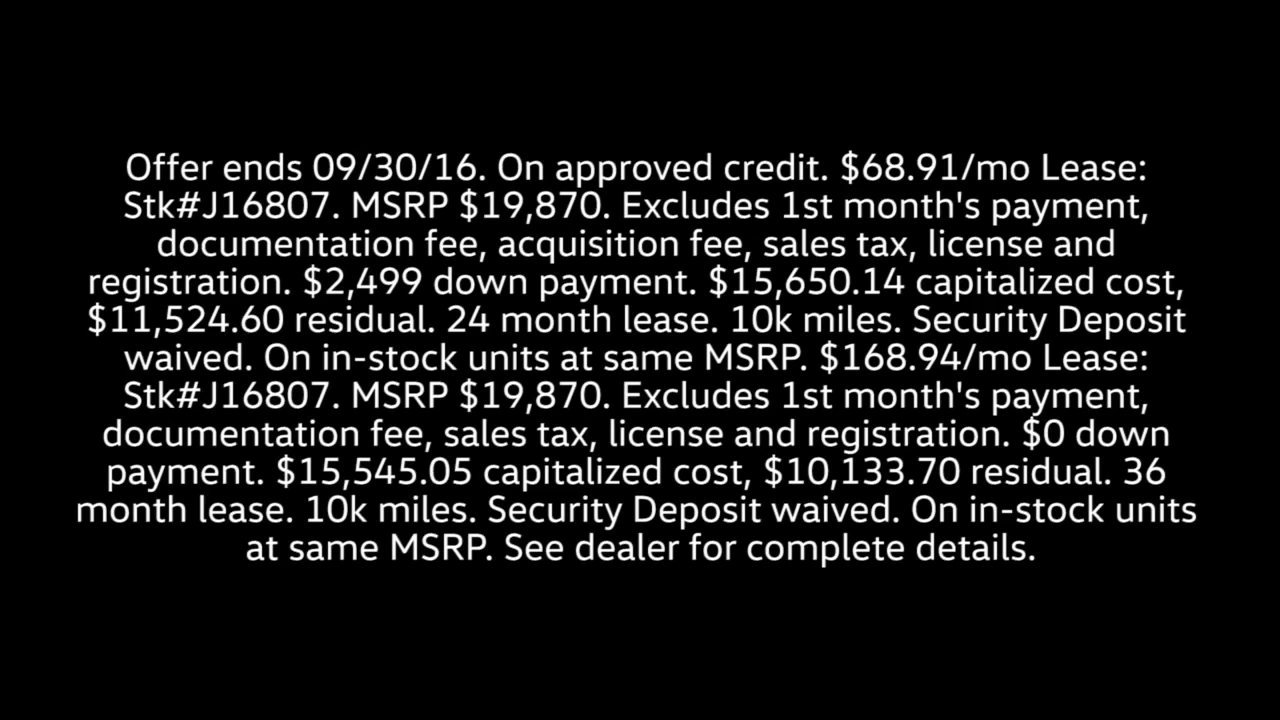 Offer ends 09/30/16. On approved credit. $68.91/mo Lease:
Stk#J16807. MSRP $19,870. Excludes 1st month's payment,
documentation fee, acquisition fee, sales tax, license and
registration. $2,499 down payment. $15,650.14 capitalized cost,
$11,524.60 residual. 24 month lease. 10k miles. Security Deposit
waived. On in-stock units at same MSRP. $168.94/mo Lease:
Stk#J16807. MSRP $19,870. Excludes 1st month's payment,
documentation fee, sales tax, license and registration. $0 down
payment. $15,545.05 capitalized cost, $10,133.70 residual. 36
month lease. 10k miles. Security Deposit waived. On in-stock units
at same MSRP. See dealer for complete details.